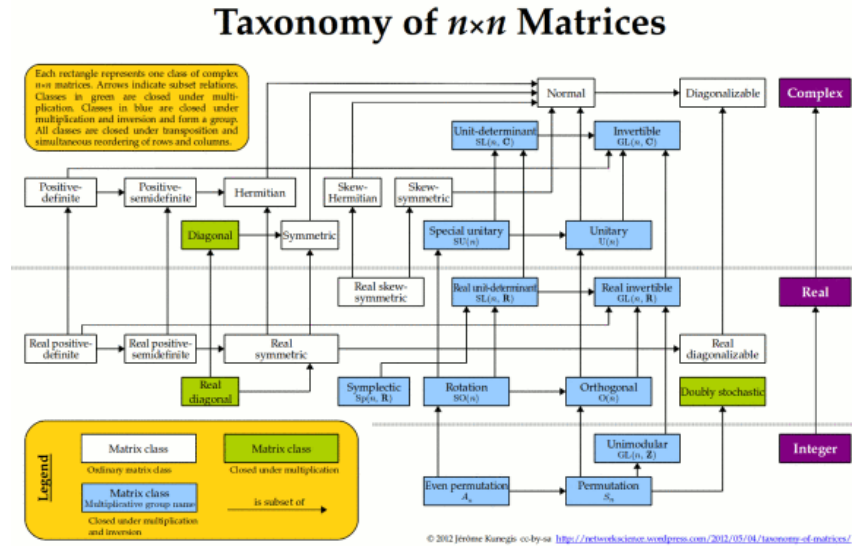 Taxonomy of n×n Matrices
Each rectangle represents one class of complex
n×n matrices. Arrows indicate subset relations.
Classes in green are closed under multi-
plication. Classes in blue are closed under
multiplication and inversion and form a group.
All classes are closed under transposition and
simultaneous reordering of rows and columns.
Normal
Diagonalizable
Complex
Unit-determinant
SL(n, C)
Invertible
GL(n, C)
Positive-
definite
Positive-
semidefinite
Hermitian
Skew-
Hermitian
Skew-
symmetric
Diagonal
Symmetric
Special unitary
SU(n)
Unitary
U(n)
Real skew-
symmetric
Real unit-determinant
SL(n, R)
Real invertible
GL(n, R)
Real
Real positive-
definite
Real positive-
semidefinite
Real
symmetric
Real
diagonalizable
Real
diagonal
Symplectic
Sp(n, R)
Rotation
SO(n)
Orthogonal
O(n)
Doubly stochastic
Unimodular
GL(n, Z)
Integer
Even permutation
Aₙ
Permutation
Sₙ
Legend
Matrix class
Ordinary matrix class
Matrix class
Closed under multiplication
Matrix class
Multiplicative group name
Closed under multiplication
and inversion
is subset of
© 2012 Jérôme Kunegis cc-by-sa http://networkscience.wordpress.com/2012/05/04/taxonomy-of-matrices/